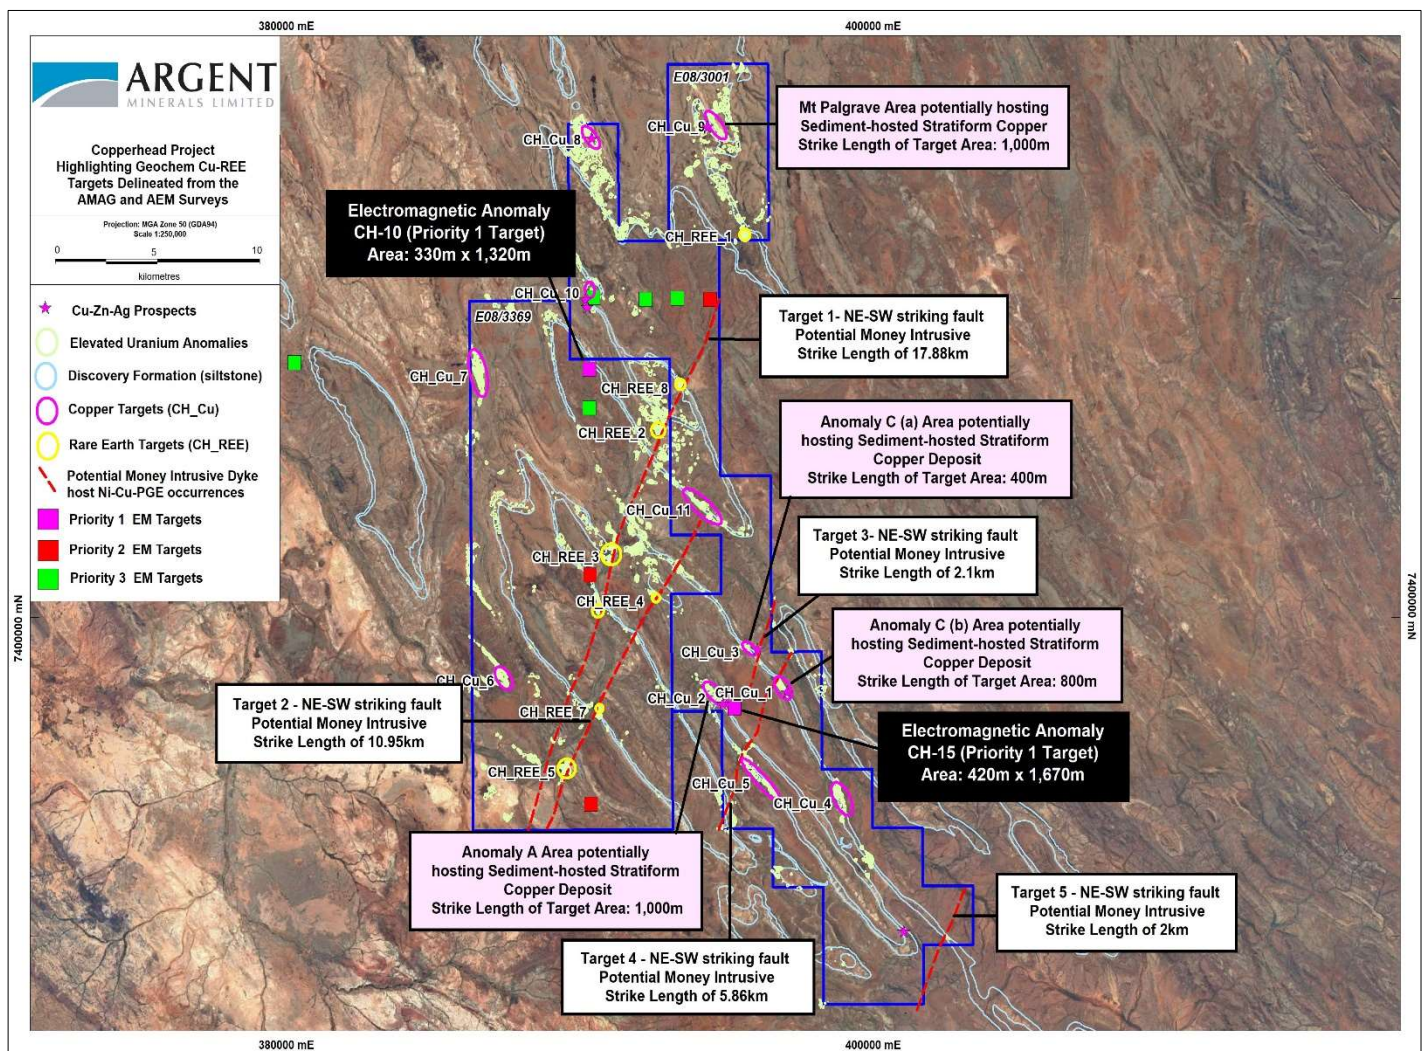 380000 mE
400000 mE
ARGENT
MINERALS LIMITED
Copperhead Project
Highlighting Geochem Cu-REE
Targets Delineated from the
AMAG and AEM Surveys
Projection: MGA Zone 50 (GDA94)
Scale 1:250,000
0 5 10
kilometres
Cu-Zn-Ag Prospects
Elevated Uranium Anomalies
Discovery Formation (siltstone)
Copper Targets (CH_Cu)
Rare Earth Targets (CH_REE)
Potential Money Intrusive Dyke
host Ni-Cu-PGE occurrences
Priority 1 EM Targets
Priority 2 EM Targets
Priority 3 EM Targets
E08/3001
CH_Cu_9
CH_Cu_8
Mt Palgrave Area potentially hosting
Sediment-hosted Stratiform Copper
Strike Length of Target Area: 1,000m
Electromagnetic Anomaly
CH-10 (Priority 1 Target)
Area: 330m x 1,320m
CH_REE_1
CH_Cu_10
E08/3369
Target 1- NE-SW striking fault
Potential Money Intrusive
Strike Length of 17.88km
CH_Cu_7
CH_REE_8
CH_REE_2
Anomaly C (a) Area potentially
hosting Sediment-hosted Stratiform
Copper Deposit
Strike Length of Target Area: 400m
CH_Cu_11
Target 3- NE-SW striking fault
Potential Money Intrusive
Strike Length of 2.1km
CH_REE_3
CH_REE_4
7400000 mN
7400000 mN
Anomaly C (b) Area potentially
hosting Sediment-hosted Stratiform
Copper Deposit
Strike Length of Target Area: 800m
CH_Cu_3
CH_Cu_6
CH_Cu_2
CH_Cu_1
Target 2 - NE-SW striking fault
Potential Money Intrusive
Strike Length of 10.95km
CH_REE_7
Electromagnetic Anomaly
CH-15 (Priority 1 Target)
Area: 420m x 1,670m
CH_REE_5
CH_Cu_5
CH_Cu_4
Anomaly A Area potentially
hosting Sediment-hosted Stratiform
Copper Deposit
Strike Length of Target Area: 1,000m
Target 5 - NE-SW striking fault
Potential Money Intrusive
Strike Length of 2km
Target 4 - NE-SW striking fault
Potential Money Intrusive
Strike Length of 5.86km
380000 mE
400000 mE